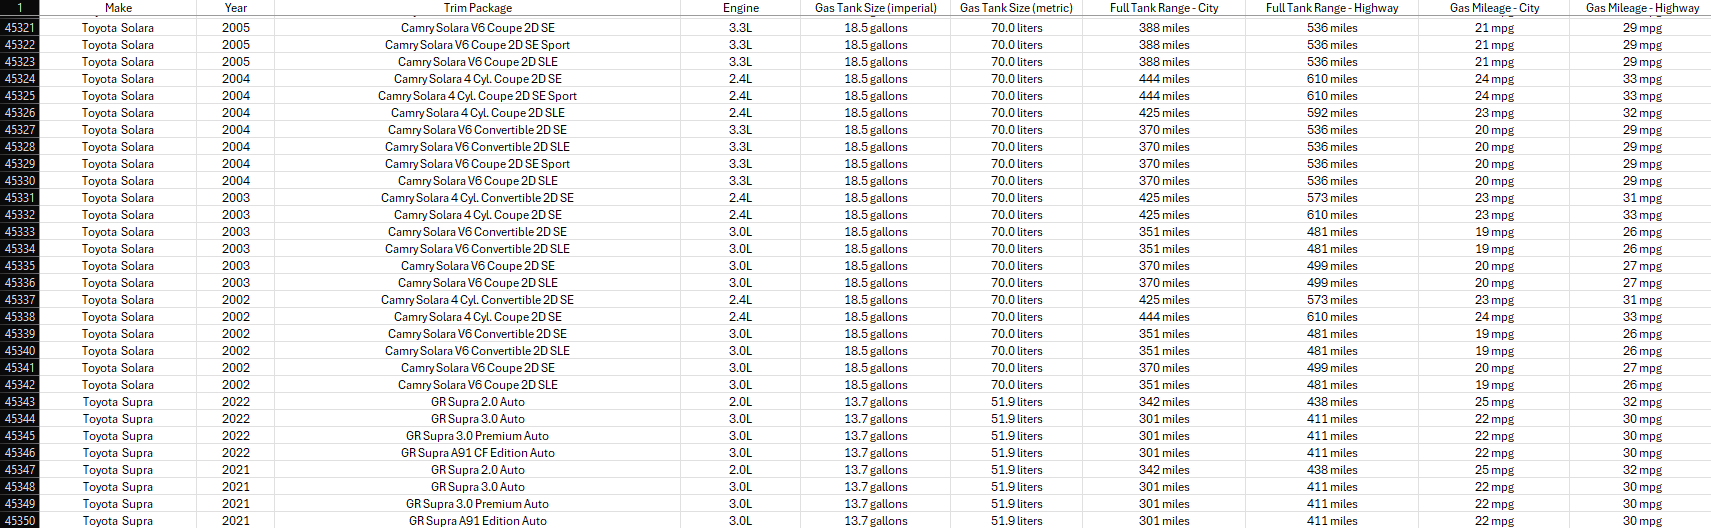 1 Make Year Trim Package Engine Gas Tank Size (imperial) Gas Tank Size (metric) Full Tank Range - City Full Tank Range - Highway Gas Mileage - City Gas Mileage - Highway
45321 Toyota Solara 2005 Camry Solara V6 Coupe 2D SE 3.3L 18.5 gallons 70.0 liters 388 miles 536 miles 21 mpg 29 mpg
45322 Toyota Solara 2005 Camry Solara V6 Coupe 2D SE Sport 3.3L 18.5 gallons 70.0 liters 388 miles 536 miles 21 mpg 29 mpg
45323 Toyota Solara 2005 Camry Solara V6 Coupe 2D SLE 3.3L 18.5 gallons 70.0 liters 388 miles 536 miles 21 mpg 29 mpg
45324 Toyota Solara 2004 Camry Solara 4 Cyl. Coupe 2D SE 2.4L 18.5 gallons 70.0 liters 444 miles 610 miles 24 mpg 33 mpg
45325 Toyota Solara 2004 Camry Solara 4 Cyl. Coupe 2D SE Sport 2.4L 18.5 gallons 70.0 liters 444 miles 610 miles 24 mpg 33 mpg
45326 Toyota Solara 2004 Camry Solara 4 Cyl. Coupe 2D SLE 2.4L 18.5 gallons 70.0 liters 425 miles 592 miles 23 mpg 32 mpg
45327 Toyota Solara 2004 Camry Solara V6 Convertible 2D SE 3.3L 18.5 gallons 70.0 liters 370 miles 536 miles 20 mpg 29 mpg
45328 Toyota Solara 2004 Camry Solara V6 Convertible 2D SLE 3.3L 18.5 gallons 70.0 liters 370 miles 536 miles 20 mpg 29 mpg
45329 Toyota Solara 2004 Camry Solara V6 Coupe 2D SE Sport 3.3L 18.5 gallons 70.0 liters 370 miles 536 miles 20 mpg 29 mpg
45330 Toyota Solara 2004 Camry Solara V6 Coupe 2D SLE 3.3L 18.5 gallons 70.0 liters 370 miles 536 miles 20 mpg 29 mpg
45331 Toyota Solara 2003 Camry Solara 4 Cyl. Convertible 2D SE 2.4L 18.5 gallons 70.0 liters 425 miles 573 miles 23 mpg 31 mpg
45332 Toyota Solara 2003 Camry Solara 4 Cyl. Coupe 2D SE 2.4L 18.5 gallons 70.0 liters 425 miles 610 miles 23 mpg 33 mpg
45333 Toyota Solara 2003 Camry Solara V6 Convertible 2D SE 3.0L 18.5 gallons 70.0 liters 351 miles 481 miles 19 mpg 26 mpg
45334 Toyota Solara 2003 Camry Solara V6 Convertible 2D SLE 3.0L 18.5 gallons 70.0 liters 351 miles 481 miles 19 mpg 26 mpg
45335 Toyota Solara 2003 Camry Solara V6 Coupe 2D SE 3.0L 18.5 gallons 70.0 liters 370 miles 499 miles 20 mpg 27 mpg
45336 Toyota Solara 2003 Camry Solara V6 Coupe 2D SLE 3.0L 18.5 gallons 70.0 liters 370 miles 499 miles 20 mpg 27 mpg
45337 Toyota Solara 2002 Camry Solara 4 Cyl. Convertible 2D SE 2.4L 18.5 gallons 70.0 liters 425 miles 573 miles 23 mpg 31 mpg
45338 Toyota Solara 2002 Camry Solara 4 Cyl. Coupe 2D SE 2.4L 18.5 gallons 70.0 liters 444 miles 610 miles 24 mpg 33 mpg
45339 Toyota Solara 2002 Camry Solara V6 Convertible 2D SE 3.0L 18.5 gallons 70.0 liters 351 miles 481 miles 19 mpg 26 mpg
45340 Toyota Solara 2002 Camry Solara V6 Convertible 2D SLE 3.0L 18.5 gallons 70.0 liters 351 miles 481 miles 19 mpg 26 mpg
45341 Toyota Solara 2002 Camry Solara V6 Coupe 2D SE 3.0L 18.5 gallons 70.0 liters 370 miles 499 miles 20 mpg 27 mpg
45342 Toyota Solara 2002 Camry Solara V6 Coupe 2D SLE 3.0L 18.5 gallons 70.0 liters 351 miles 481 miles 19 mpg 26 mpg
45343 Toyota Supra 2022 GR Supra 2.0 Auto 2.0L 13.7 gallons 51.9 liters 342 miles 438 miles 25 mpg 32 mpg
45344 Toyota Supra 2022 GR Supra 3.0 Auto 3.0L 13.7 gallons 51.9 liters 301 miles 411 miles 22 mpg 30 mpg
45345 Toyota Supra 2022 GR Supra 3.0 Premium Auto 3.0L 13.7 gallons 51.9 liters 301 miles 411 miles 22 mpg 30 mpg
45346 Toyota Supra 2022 GR Supra A91 CF Edition Auto 3.0L 13.7 gallons 51.9 liters 301 miles 411 miles 22 mpg 30 mpg
45347 Toyota Supra 2021 GR Supra 2.0 Auto 2.0L 13.7 gallons 51.9 liters 342 miles 438 miles 25 mpg 32 mpg
45348 Toyota Supra 2021 GR Supra 3.0 Auto 3.0L 13.7 gallons 51.9 liters 301 miles 411 miles 22 mpg 30 mpg
45349 Toyota Supra 2021 GR Supra 3.0 Premium Auto 3.0L 13.7 gallons 51.9 liters 301 miles 411 miles 22 mpg 30 mpg
45350 Toyota Supra 2021 GR Supra A91 Edition Auto 3.0L 13.7 gallons 51.9 liters 301 miles 411 miles 22 mpg 30 mpg